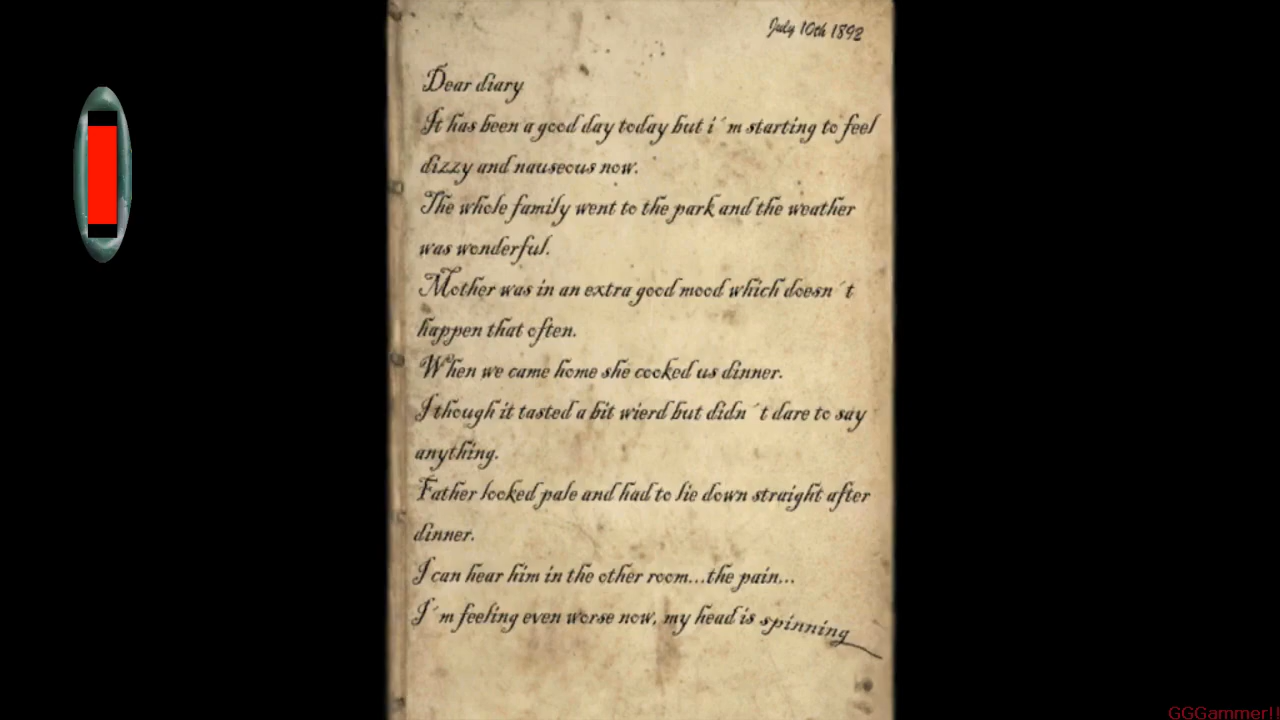 July 10th 1892
Dear diary
It has been a good day today but i´m starting to feel
dizzy and nauseous now.
The whole family went to the park and the weather
was wonderful.
Mother was in an extra good mood which doesn´t
happen that often.
When we came home she cooked us dinner.
I though it tasted a bit wierd but didn´t dare to say
anything.
Father looked pale and had to lie down straight after
dinner.
I can hear him in the other room...the pain...
I´m feeling even worse now, my head is spinning
GGGammer!!